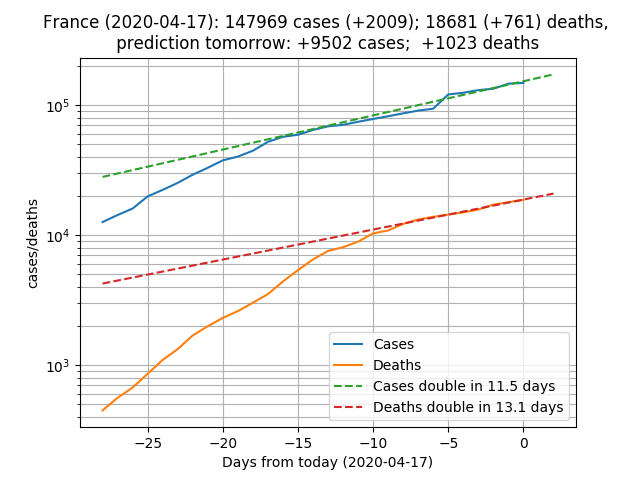 France (2020-04-17): 147969 cases (+2009); 18681 (+761) deaths,
prediction tomorrow: +9502 cases;  +1023 deaths
cases/deaths
10^5
10^4
10^3
Cases
Deaths
Cases double in 11.5 days
Deaths double in 13.1 days
−25 −20 −15 −10 −5 0
Days from today (2020-04-17)